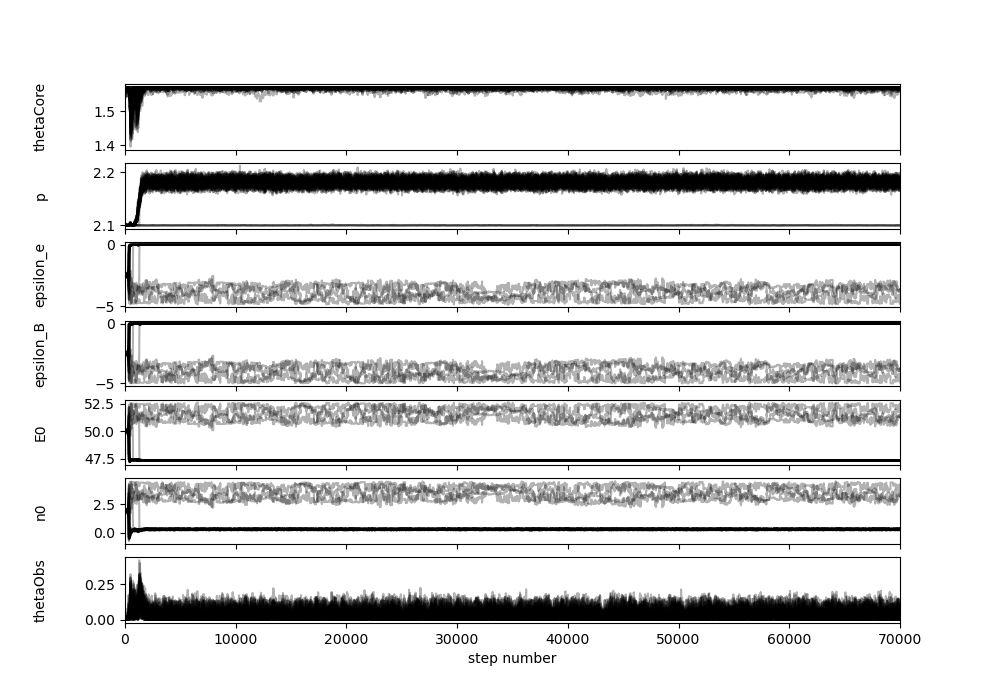 thetaCore
1.5
1.4
p
2.2
2.1
epsilon_e
0
−5
epsilon_B
0
−5
E0
52.5
50.0
47.5
n0
2.5
0.0
thetaObs
0.25
0.00
0 10000 20000 30000 40000 50000 60000 70000
step number